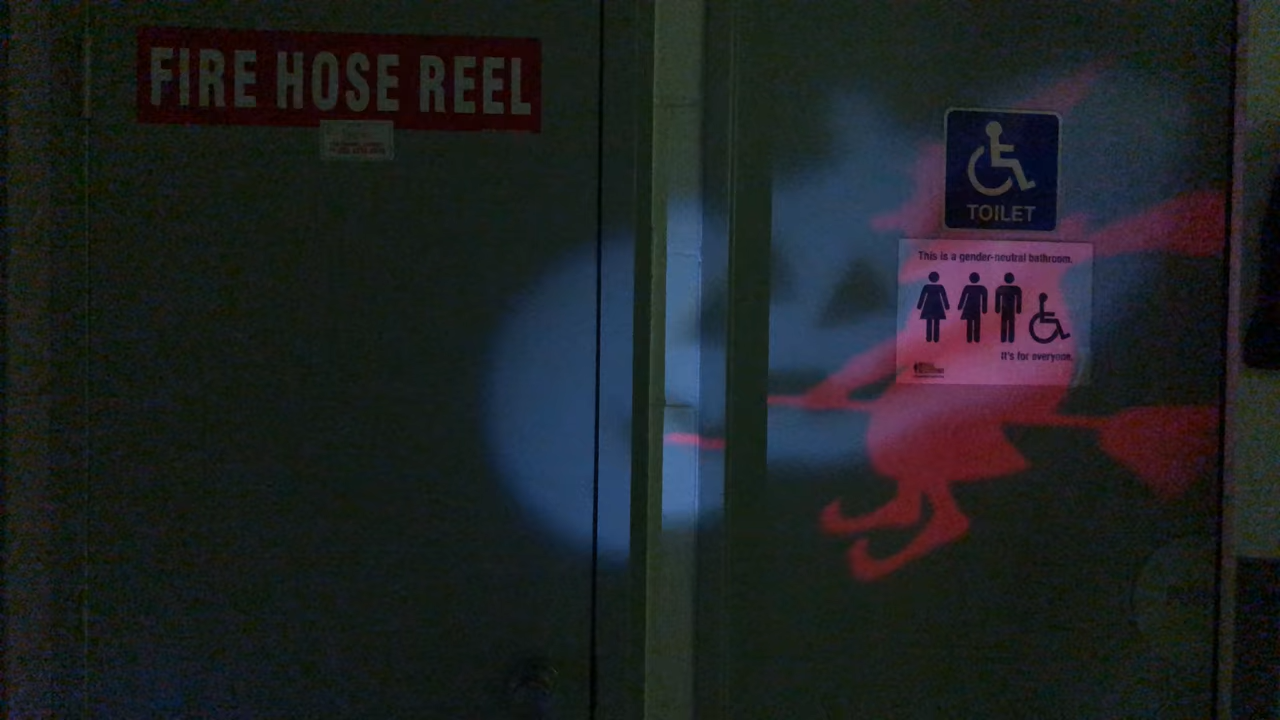 FIRE HOSE REEL
TOILET
This is a gender-neutral bathroom.
It's for everyone.